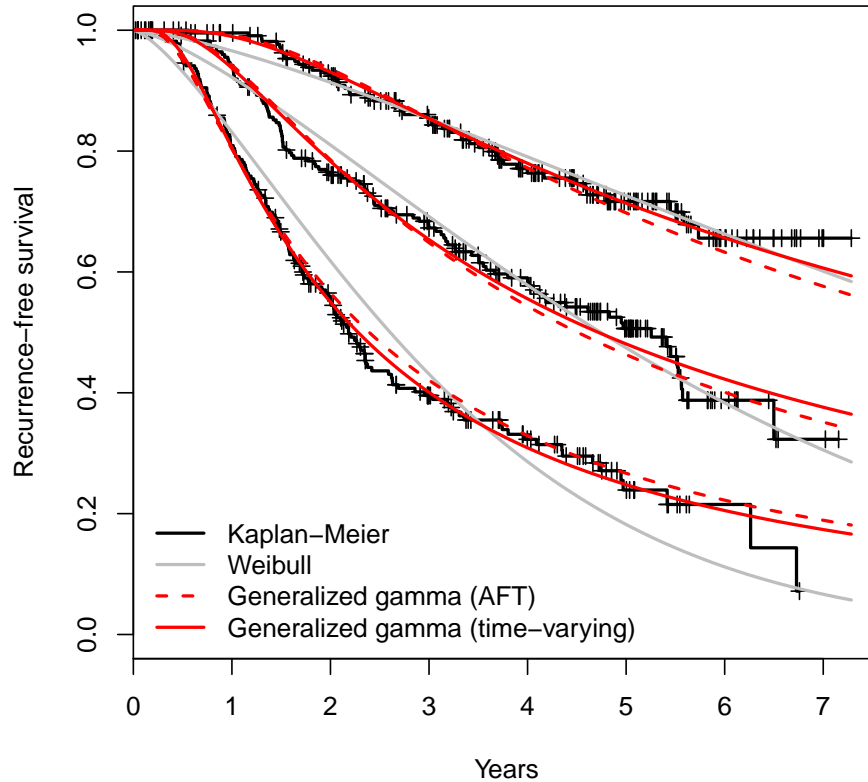 1.0
0.8
0.6
0.4
0.2
0.0
Recurrence−free survival
Kaplan−Meier
Weibull
Generalized gamma (AFT)
Generalized gamma (time−varying)
0 1 2 3 4 5 6 7
Years